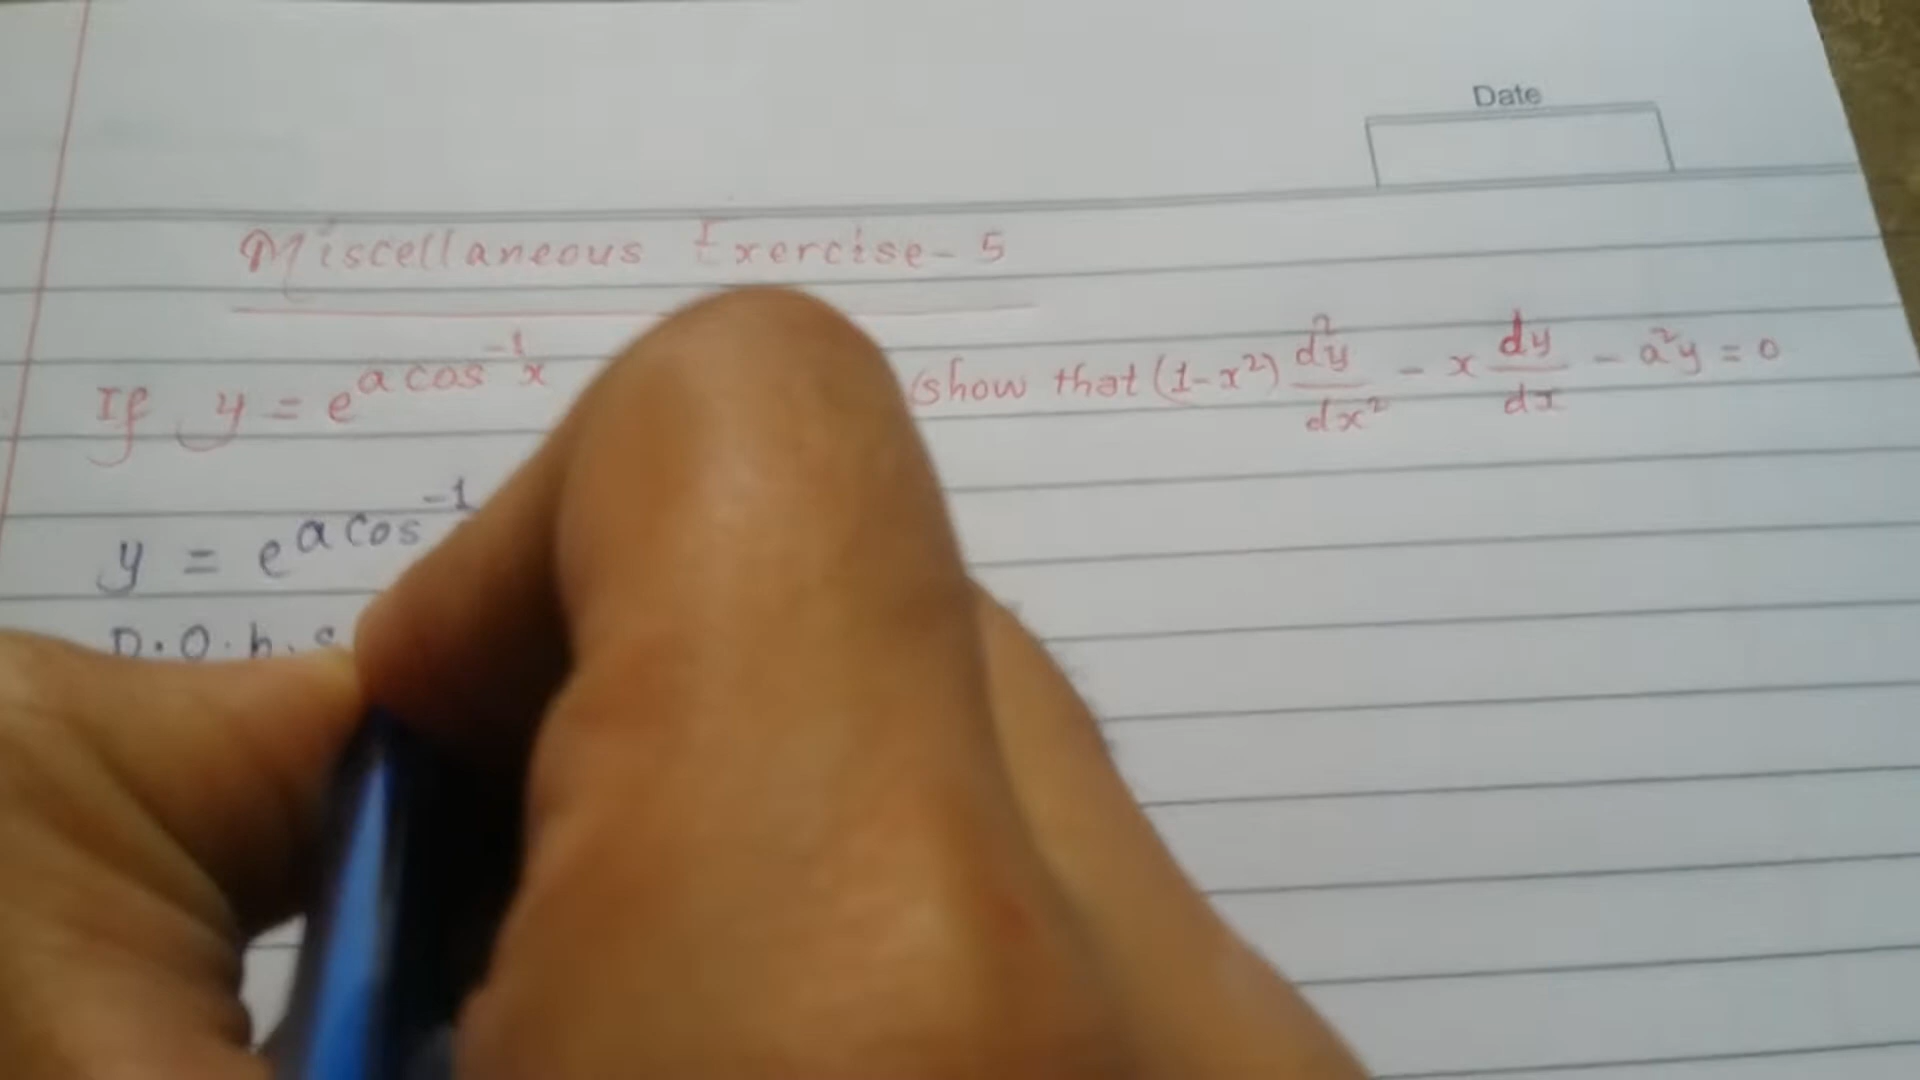 Date
Miscellaneous Exercise-5
If y = e^(a cos^-1 x) show that (1-x²) d²y/dx² - x dy/dx - a²y = 0
y = e^(a cos^-1
D.O.b.s